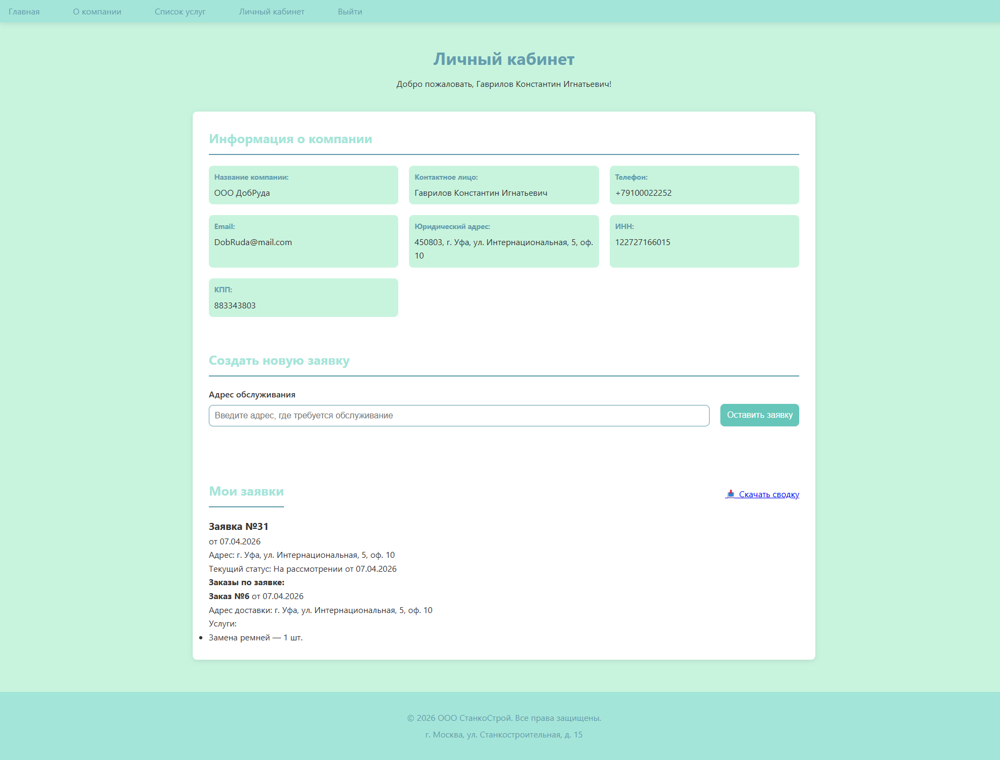 Главная
О компании
Список услуг
Личный кабинет
Выйти
Личный кабинет
Добро пожаловать, Гаврилов Константин Игнатьевич!
Информация о компании
Название компании:
ООО ДобРуда
Контактное лицо:
Гаврилов Константин Игнатьевич
Телефон:
+79100022252
Email:
DobRuda@mail.com
Юридический адрес:
450803, г. Уфа, ул. Интернациональная, 5, оф.
10
ИНН:
122727166015
КПП:
883343803
Создать новую заявку
Адрес обслуживания
Введите адрес, где требуется обслуживание
Оставить заявку
Мои заявки
Скачать сводку
Заявка №31
от 07.04.2026
Адрес: г. Уфа, ул. Интернациональная, 5, оф. 10
Текущий статус: На рассмотрении от 07.04.2026
Заказы по заявке:
Заказ №6 от 07.04.2026
Адрес доставки: г. Уфа, ул. Интернациональная, 5, оф. 10
Услуги:
• Замена ремней — 1 шт.
© 2026 ООО СтанкоСтрой. Все права защищены.
г. Москва, ул. Станкостроительная, д. 15